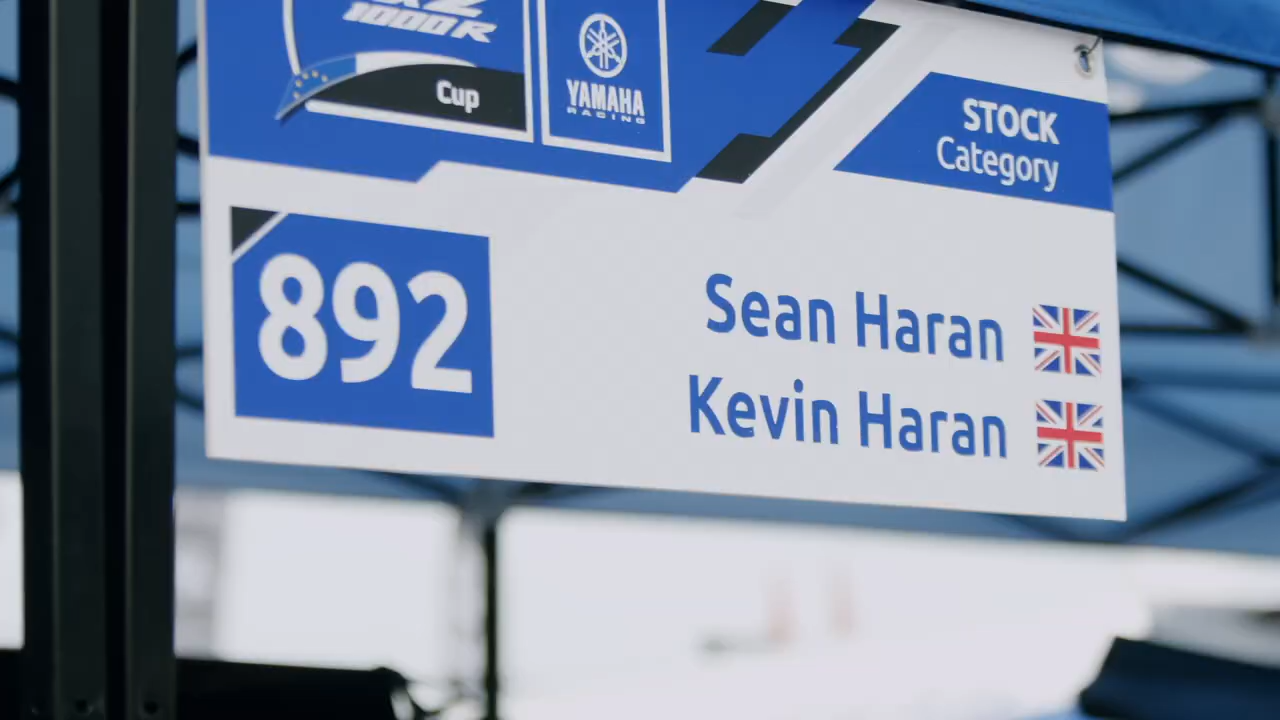 1000R
Cup
YAMAHA
RACING
STOCK
Category
892
Sean Haran
Kevin Haran